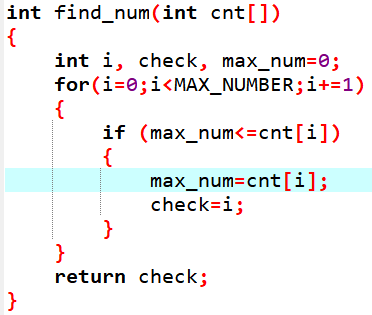 int find_num(int cnt[])
{
    int i, check, max_num=0;
    for(i=0;i<MAX_NUMBER;i+=1)
    {
        if (max_num<=cnt[i])
        {
            max_num=cnt[i];
            check=i;
        }
    }
    return check;
}